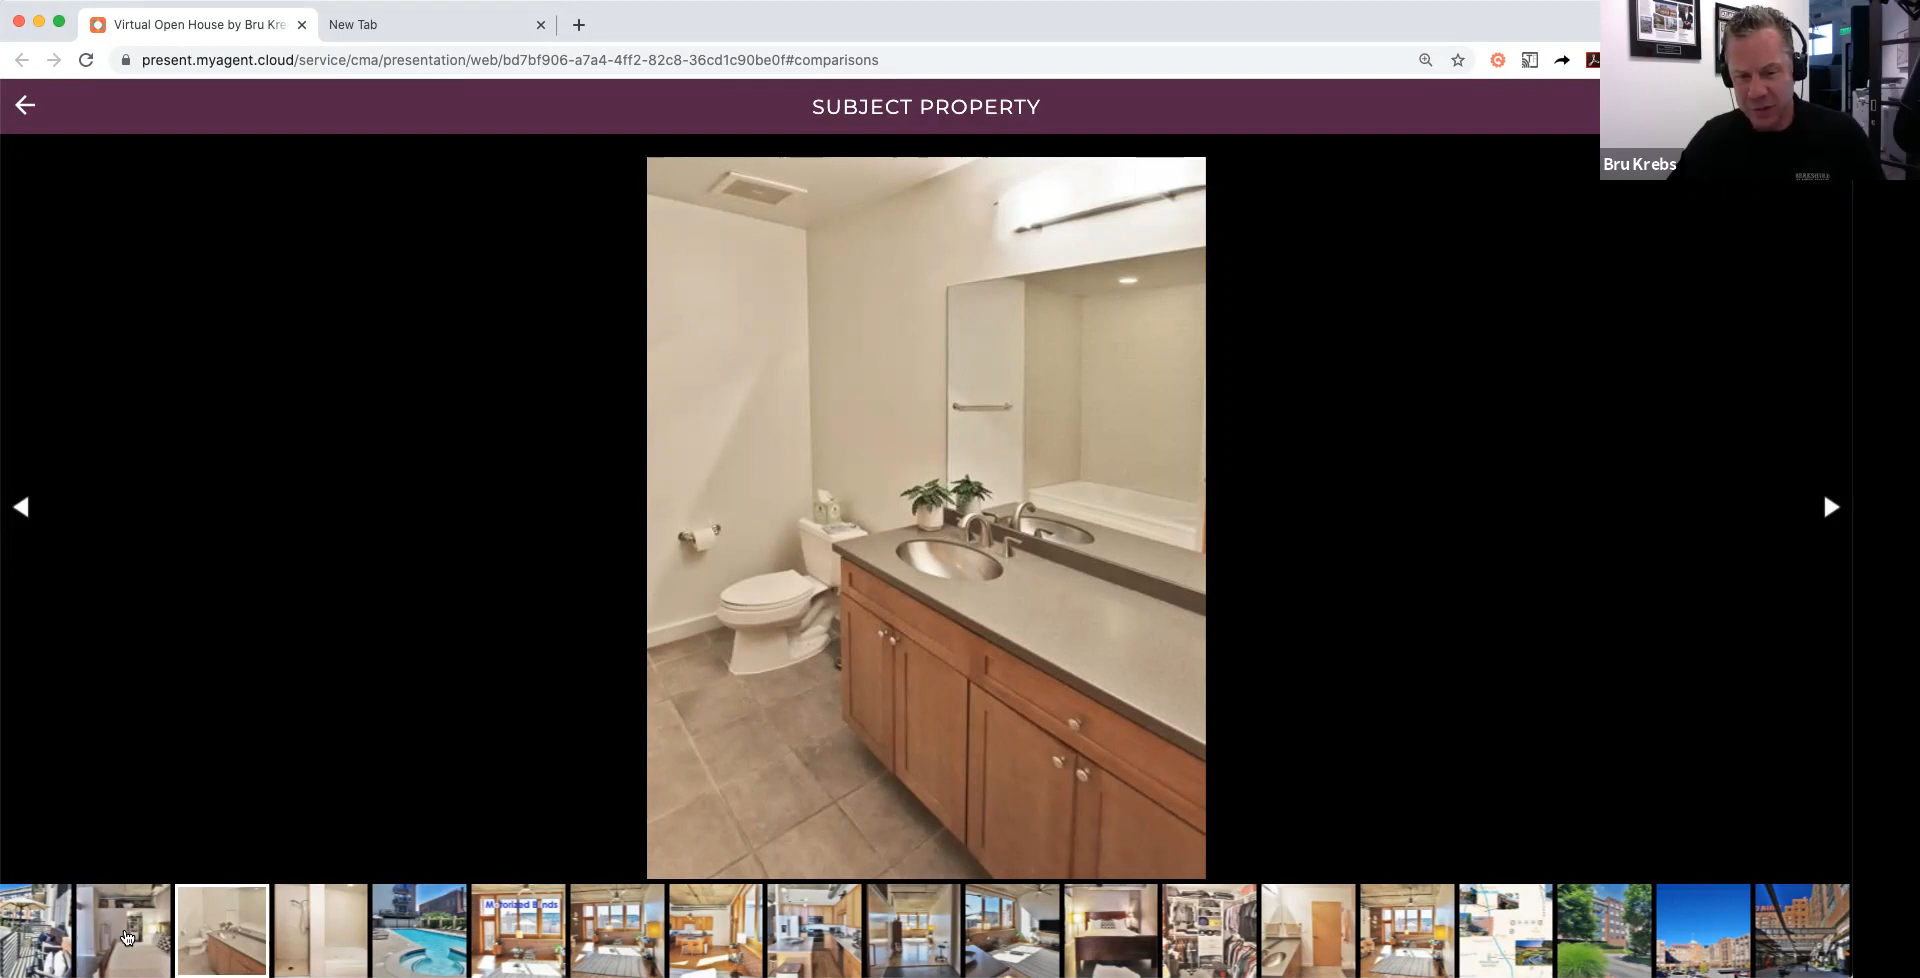 Virtual Open House by Bru Kre
New Tab
present.myagent.cloud/service/cma/presentation/web/bd7bf906-a7a4-4ff2-82c8-36cd1c90be0f#comparisons
SUBJECT PROPERTY
Bru Krebs